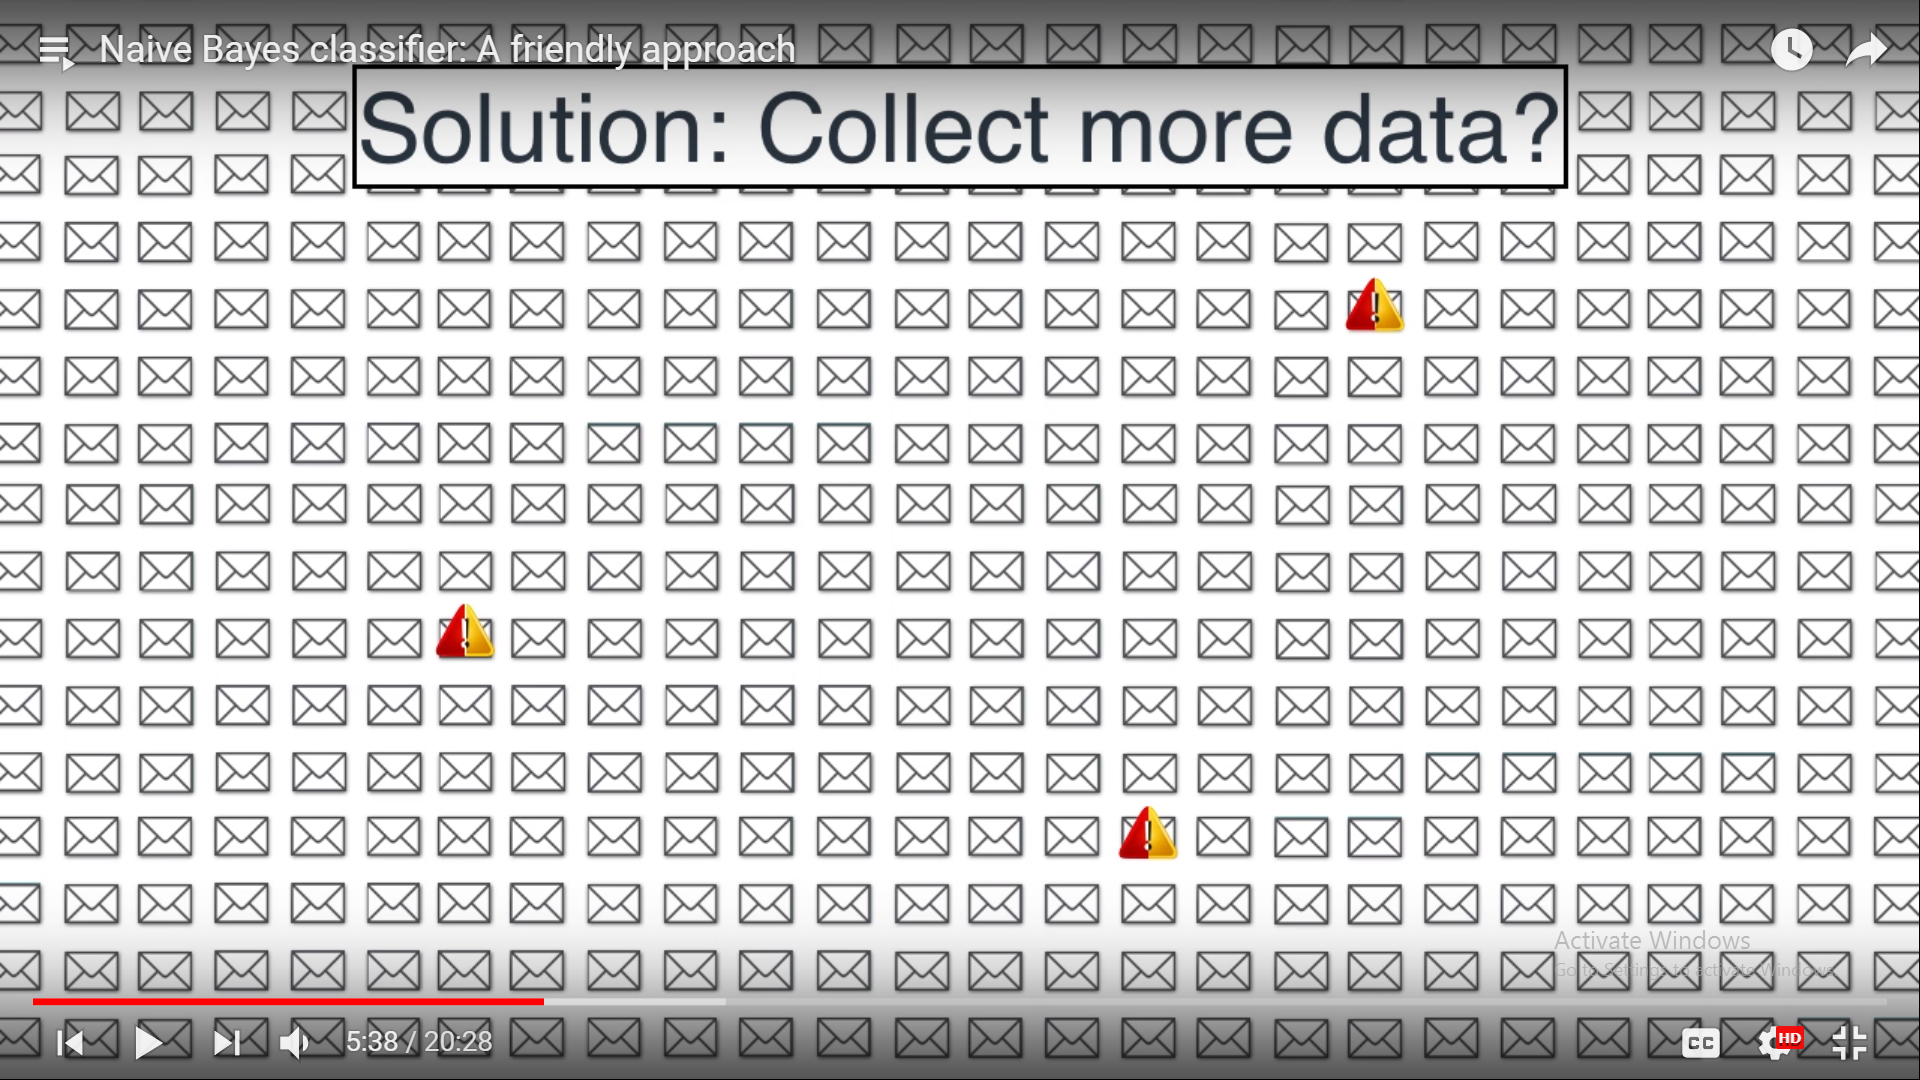 Naive Bayes classifier: A friendly approach
Solution: Collect more data?
Activate Windows
Go to Settings to activate Windows.
5:38 / 20:28
CC
HD